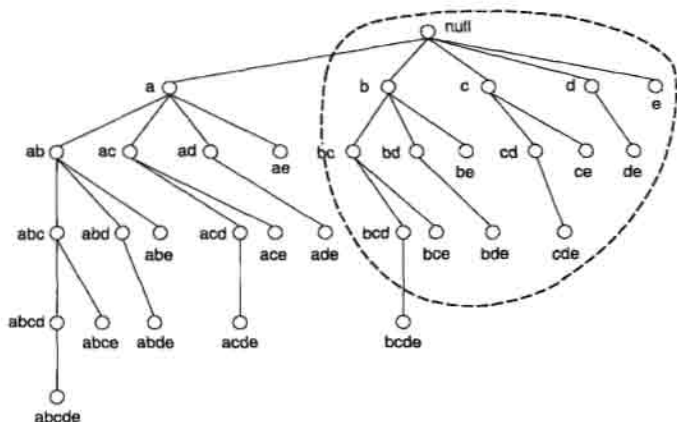 null
a b c d e
ab ac ad ae bc bd be cd ce de
abc abd abe acd ace ade bcd bce bde cde
abcd abce abde acde bcde
abcde